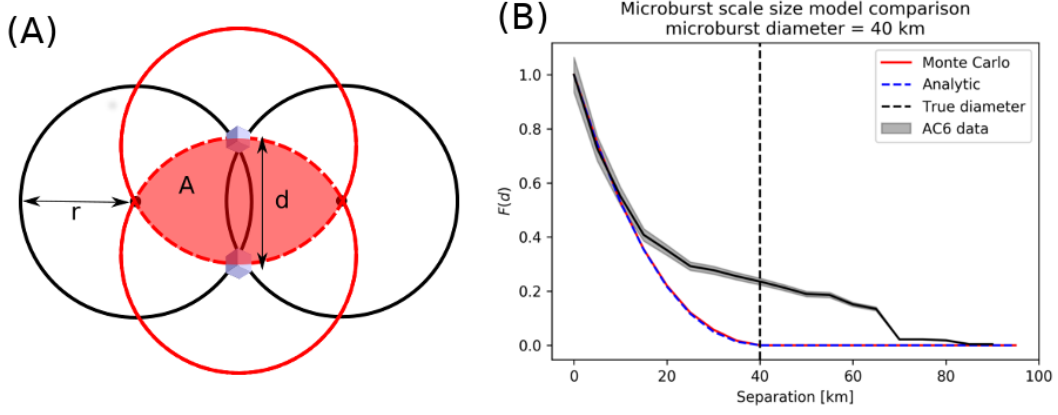 (A)
A
d
r
(B)
Microburst scale size model comparison
microburst diameter = 40 km
Monte Carlo
Analytic
True diameter
AC6 data
F(d)
1.0
0.8
0.6
0.4
0.2
0.0
0 20 40 60 80 100
Separation [km]